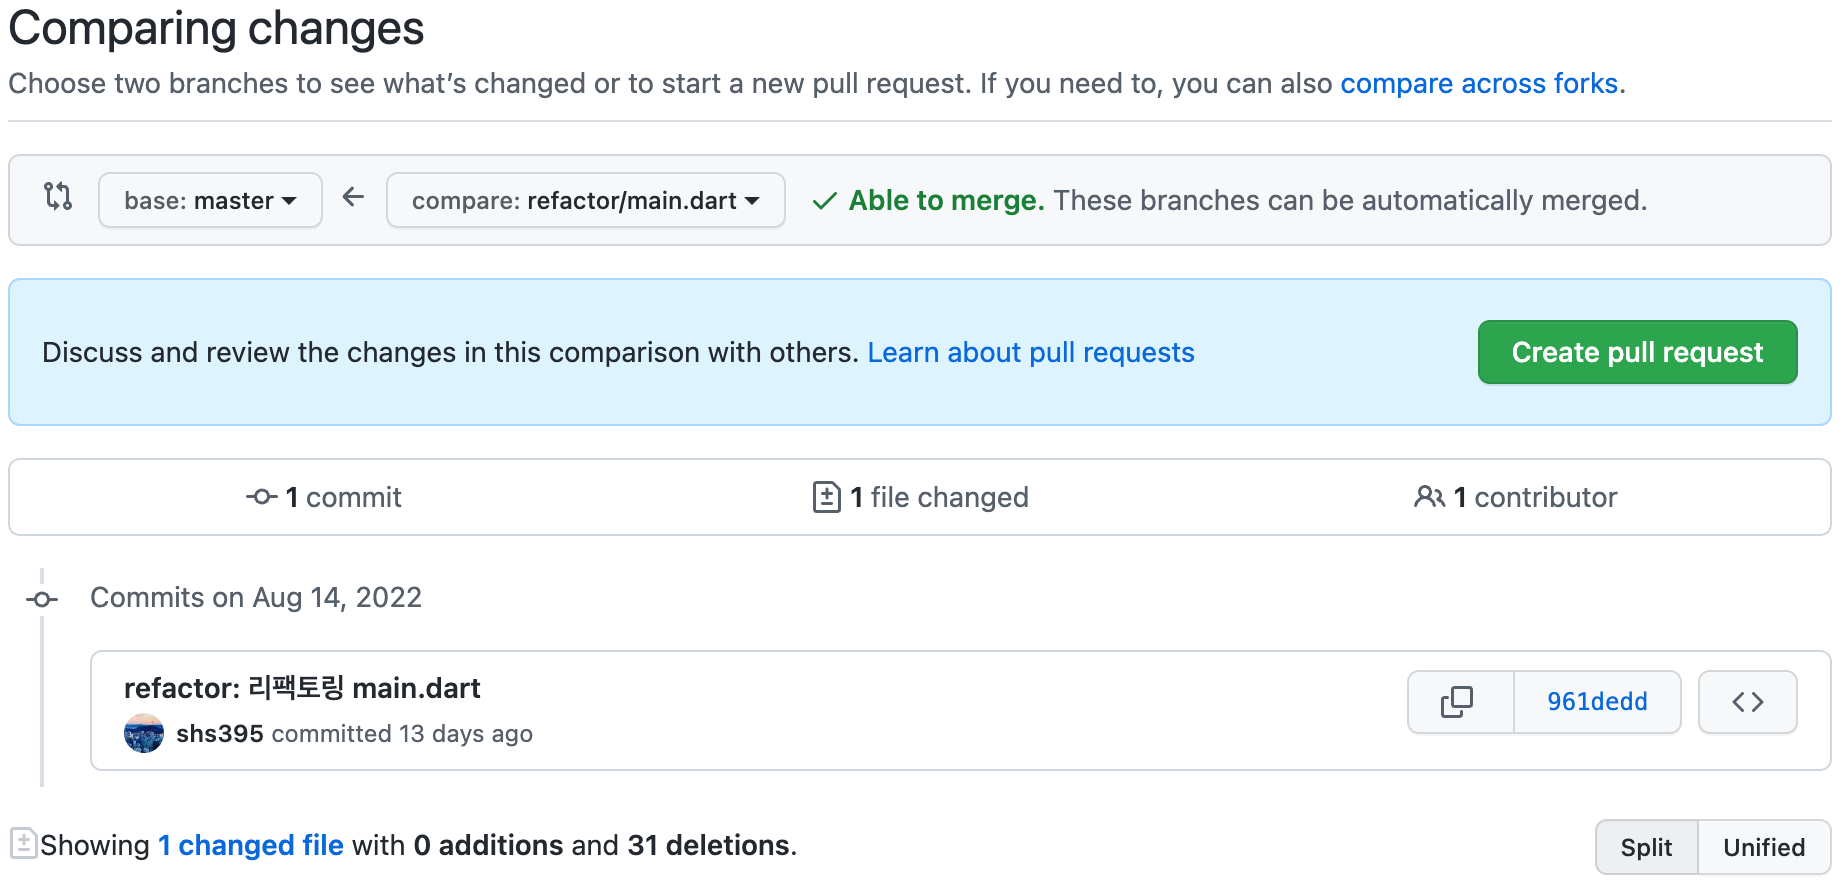 Comparing changes
Choose two branches to see what’s changed or to start a new pull request. If you need to, you can also compare across forks.
base: master compare: refactor/main.dart Able to merge. These branches can be automatically merged.
Discuss and review the changes in this comparison with others. Learn about pull requests Create pull request
1 commit 1 file changed 1 contributor
Commits on Aug 14, 2022
refactor: 리팩토링 main.dart
961dedd
shs395 committed 13 days ago
Showing 1 changed file with 0 additions and 31 deletions. Split Unified